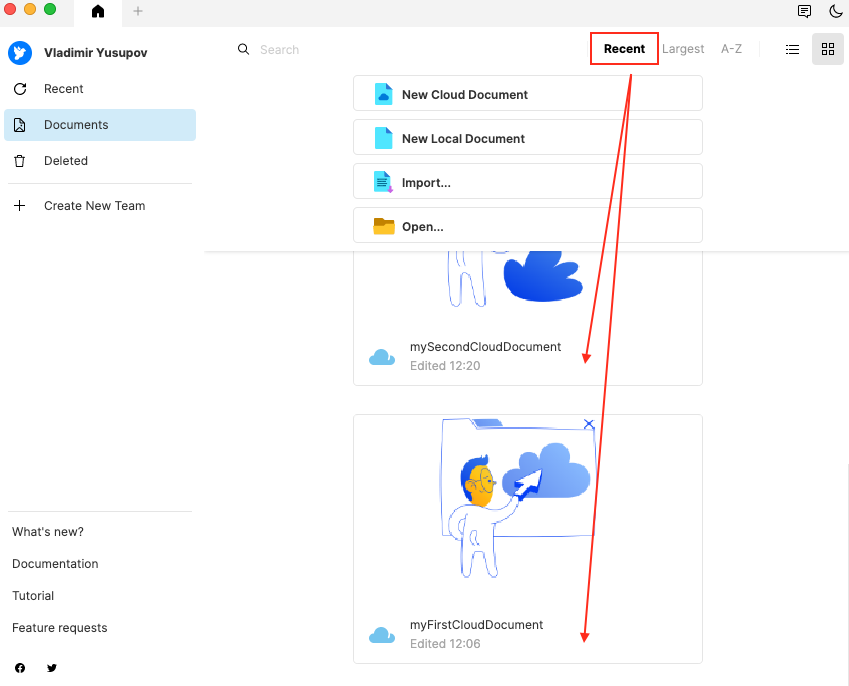 Vladimir Yusupov
Recent
Documents
Deleted
Create New Team
What's new?
Documentation
Tutorial
Feature requests
Search
Recent Largest A-Z
New Cloud Document
New Local Document
Import...
Open...
mySecondCloudDocument
Edited 12:20
myFirstCloudDocument
Edited 12:06